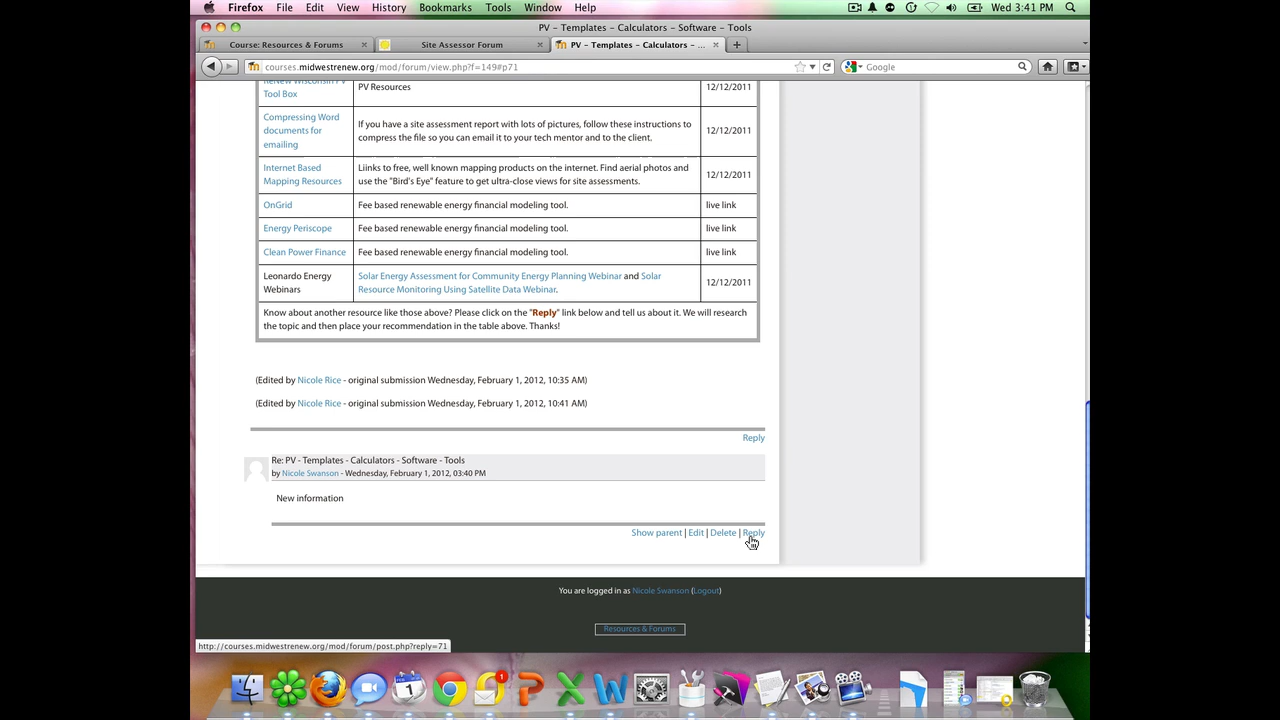 Firefox File Edit View History Bookmarks Tools Window Help Wed 3:41 PM
PV - Templates - Calculators - Software - Tools
Course: Resources & Forums Site Assessor Forum PV - Templates - Calculators - ...
courses.midwestrenew.org/mod/forum/view.php?f=149#p71 Google
ReNew Wisconsin PV
Tool Box
PV Resources
12/12/2011
Compressing Word
documents for
emailing
If you have a site assessment report with lots of pictures, follow these instructions to
compress the file so you can email it to your tech mentor and to the client.
12/12/2011
Internet Based
Mapping Resources
Liinks to free, well known mapping products on the internet. Find aerial photos and
use the "Bird's Eye" feature to get ultra-close views for site assessments.
12/12/2011
OnGrid Fee based renewable energy financial modeling tool. live link
Energy Periscope Fee based renewable energy financial modeling tool. live link
Clean Power Finance Fee based renewable energy financial modeling tool. live link
Leonardo Energy
Webinars
Solar Energy Assessment for Community Energy Planning Webinar and Solar
Resource Monitoring Using Satellite Data Webinar.
12/12/2011
Know about another resource like those above? Please click on the "Reply" link below and tell us about it. We will research
the topic and then place your recommendation in the table above. Thanks!
(Edited by Nicole Rice - original submission Wednesday, February 1, 2012, 10:35 AM)
(Edited by Nicole Rice - original submission Wednesday, February 1, 2012, 10:41 AM)
Reply
Re: PV - Templates - Calculators - Software - Tools
by Nicole Swanson - Wednesday, February 1, 2012, 03:40 PM
New information
Show parent | Edit | Delete | Reply
You are logged in as Nicole Swanson (Logout)
Resources & Forums
http://courses.midwestrenew.org/mod/forum/post.php?reply=71
FEB
1
1